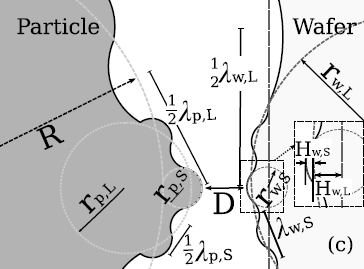 Particle
Wafer
½λw,L
rw,L
½λp,L
R
Hw,S
Hw,L
rp,L
rp,S
D
rw,S
λw,S
½λp,S
(c)